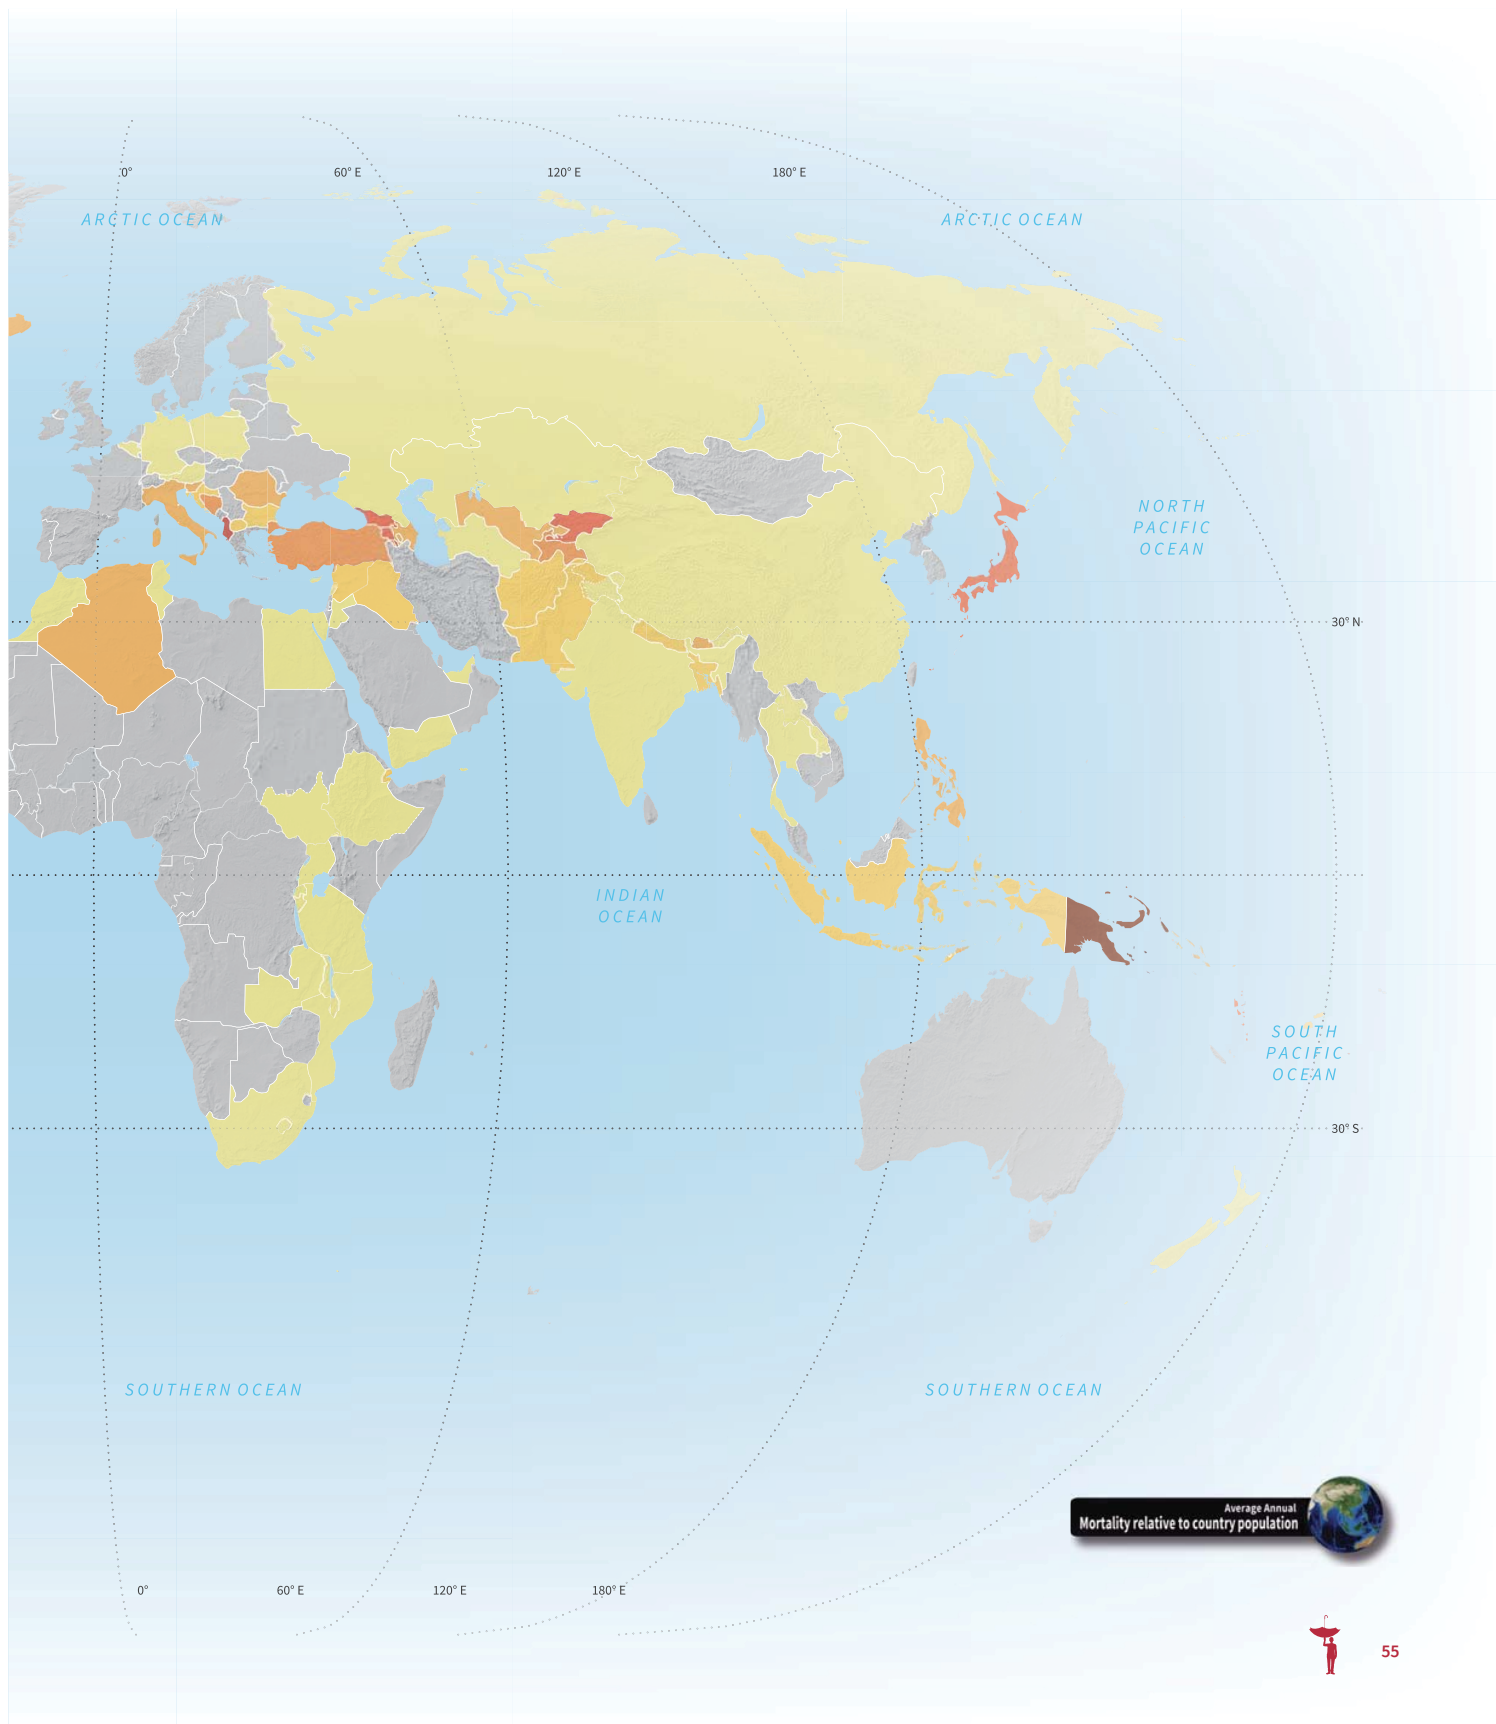 0°
60° E
120° E
180° E
ARCTIC OCEAN
ARCTIC OCEAN
NORTH
PACIFIC
OCEAN
30° N
INDIAN
OCEAN
SOUTH
PACIFIC
OCEAN
30° S
SOUTHERN OCEAN
SOUTHERN OCEAN
Average Annual
Mortality relative to country population
0°
60° E
120° E
180° E
55